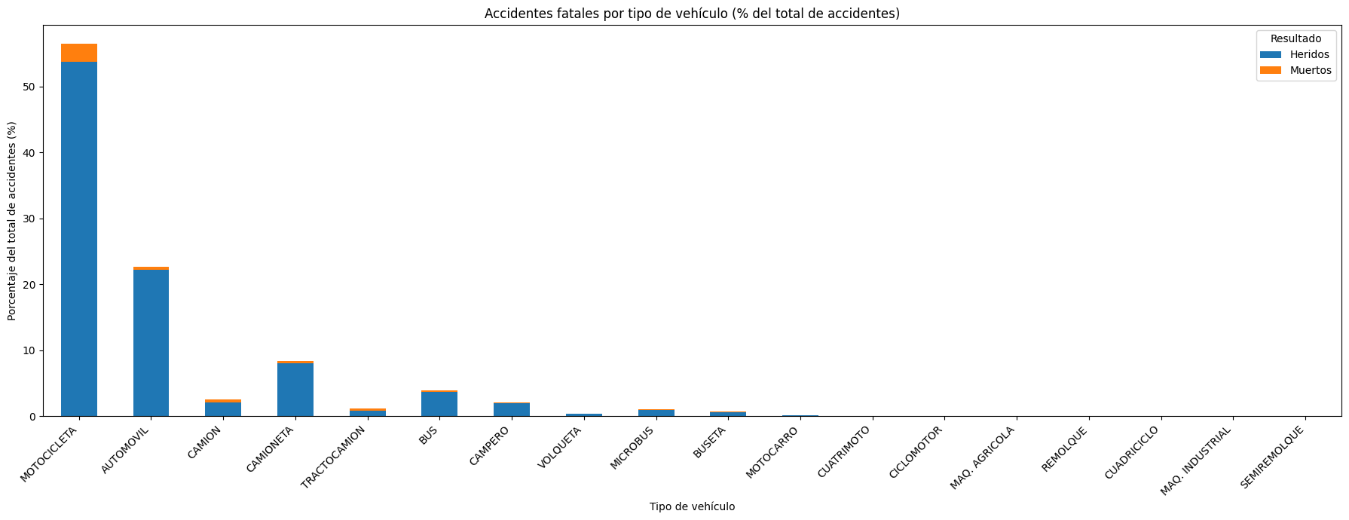 Accidentes fatales por tipo de vehículo (% del total de accidentes)
Resultado
Heridos
Muertos
Porcentaje del total de accidentes (%)
50
40
30
20
10
0
MOTOCICLETA
AUTOMOVIL
CAMION
CAMIONETA
TRACTOCAMION
BUS
CAMPERO
VOLQUETA
MICROBUS
BUSETA
MOTOCARRO
CUATRIMOTO
CICLOMOTOR
MAQ. AGRICOLA
REMOLQUE
CUADRICICLO
MAQ. INDUSTRIAL
SEMIREMOLQUE
Tipo de vehículo